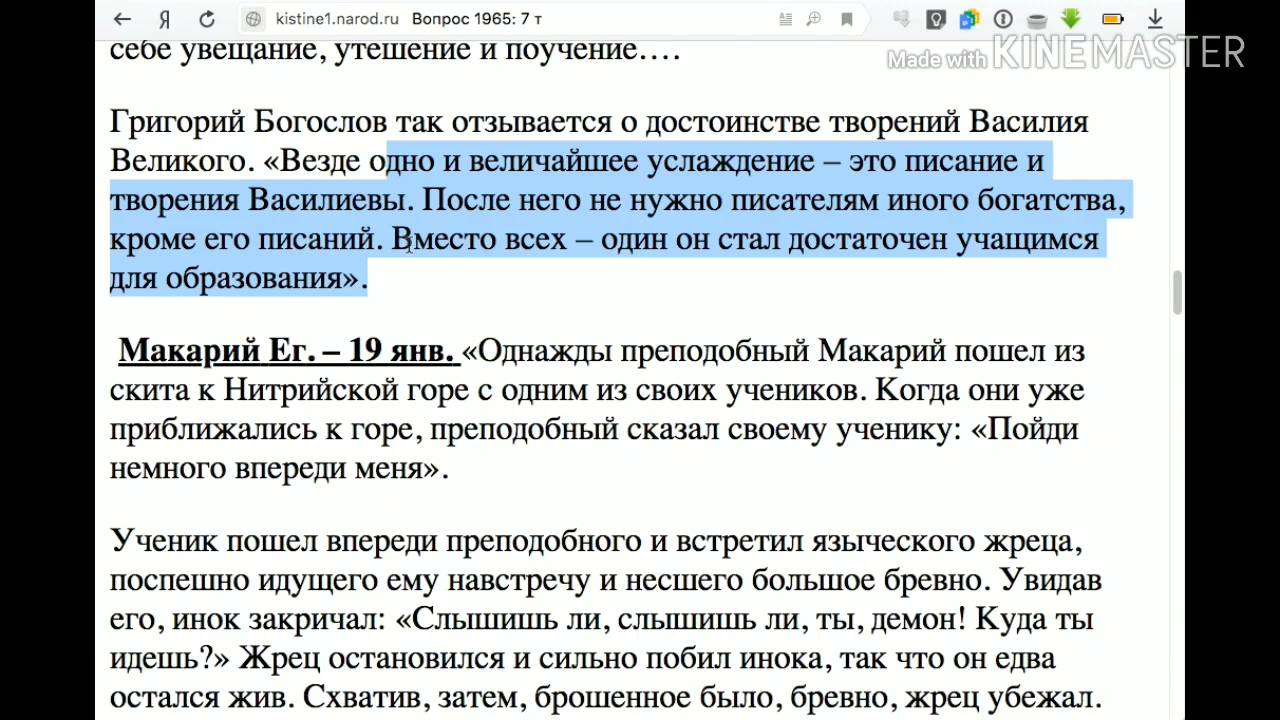 kistine1.narod.ru Вопрос 1965: 7 т
себе увещание, утешение и поучение….
Made with KINEMASTER
Григорий Богослов так отзывается о достоинстве творений Василия
Великого. «Везде одно и величайшее услаждение – это писание и
творения Василиевы. После него не нужно писателям иного богатства,
кроме его писаний. Вместо всех – один он стал достаточен учащимся
для образования».
Макарий Ег. – 19 янв. «Однажды преподобный Макарий пошел из
скита к Нитрийской горе с одним из своих учеников. Когда они уже
приближались к горе, преподобный сказал своему ученику: «Пойди
немного впереди меня».
Ученик пошел впереди преподобного и встретил языческого жреца,
поспешно идущего ему навстречу и несшего большое бревно. Увидав
его, инок закричал: «Слышишь ли, слышишь ли, ты, демон! Куда ты
идешь?» Жрец остановился и сильно побил инока, так что он едва
остался жив. Схватив, затем, брошенное было, бревно, жрец убежал.